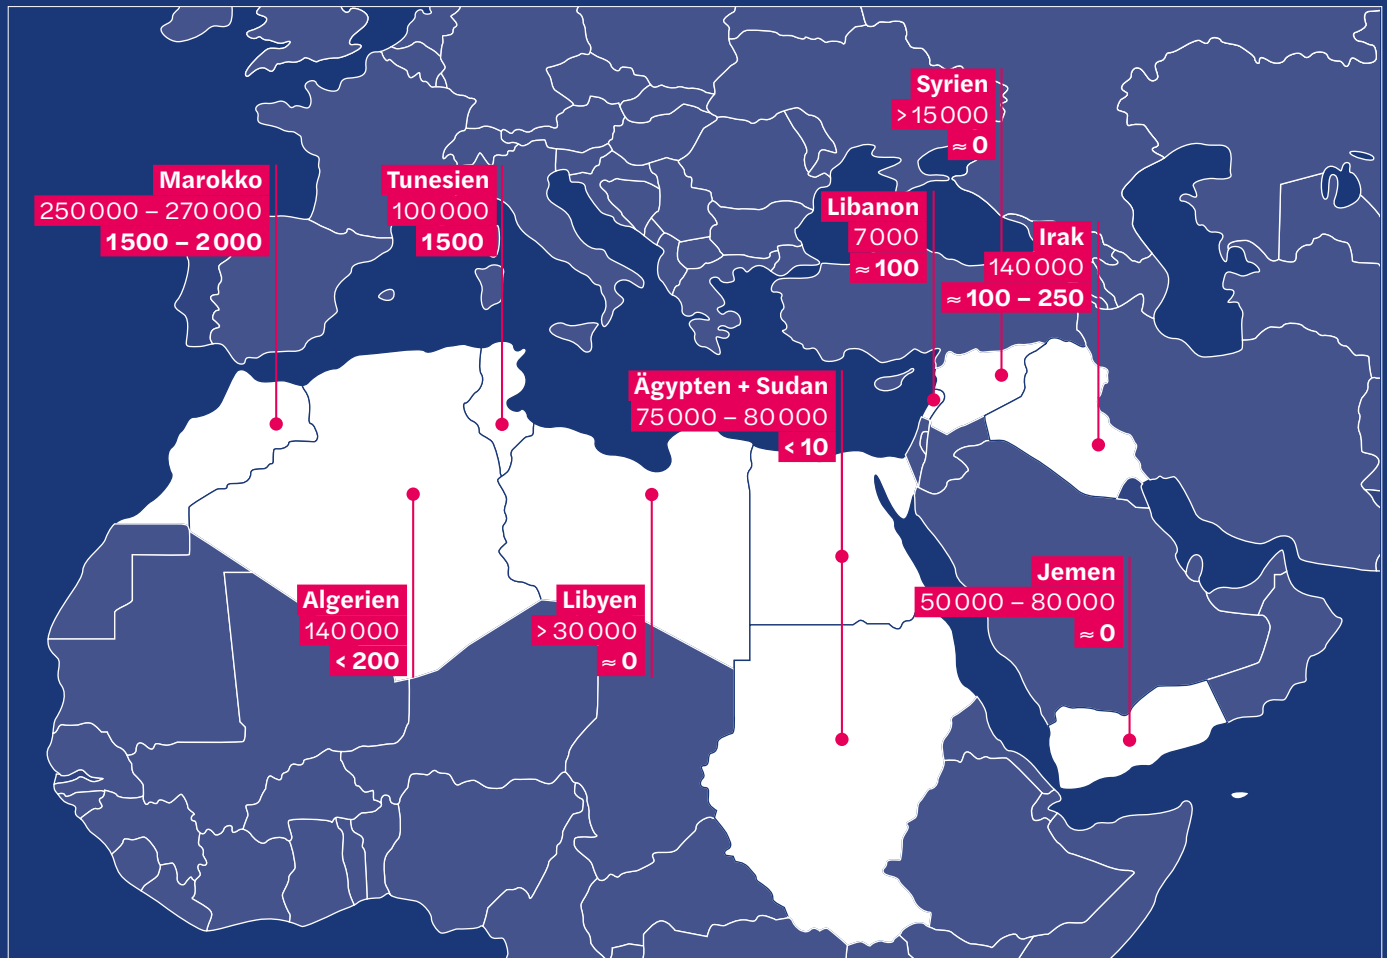 Syrien
> 15 000
≈ 0
Marokko
250 000 – 270 000
1500 – 2 000
Tunesien
100 000
1500
Libanon
7 000
≈ 100
Irak
140 000
≈ 100 – 250
Ägypten + Sudan
75 000 – 80 000
< 10
Algerien
140 000
< 200
Libyen
> 30 000
≈ 0
Jemen
50 000 – 80 000
≈ 0